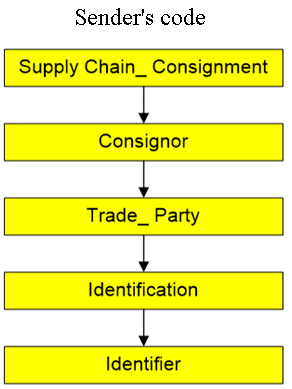 Sender's code
Supply Chain_ Consignment
Consignor
Trade_ Party
Identification
Identifier